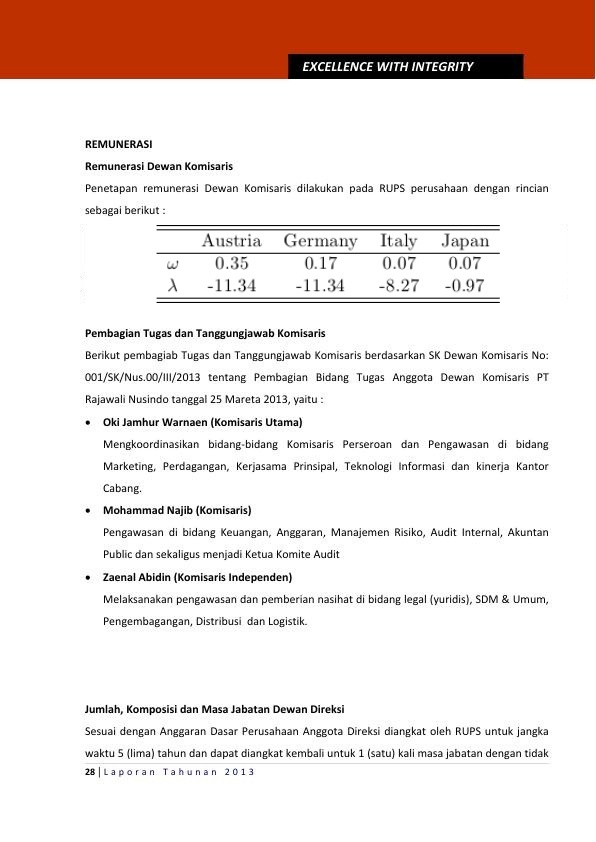 EXCELLENCE WITH INTEGRITY
REMUNERASI
Remunerasi Dewan Komisaris
Penetapan remunerasi Dewan Komisaris dilakukan pada RUPS perusahaan dengan rincian
sebagai berikut :
Austria Germany Italy Japan
ω 0.35 0.17 0.07 0.07
λ -11.34 -11.34 -8.27 -0.97
Pembagian Tugas dan Tanggungjawab Komisaris
Berikut pembagiab Tugas dan Tanggungjawab Komisaris berdasarkan SK Dewan Komisaris No:
001/SK/Nus.00/III/2013 tentang Pembagian Bidang Tugas Anggota Dewan Komisaris PT
Rajawali Nusindo tanggal 25 Mareta 2013, yaitu :
• Oki Jamhur Warnaen (Komisaris Utama)
Mengkoordinasikan bidang-bidang Komisaris Perseroan dan Pengawasan di bidang
Marketing, Perdagangan, Kerjasama Prinsipal, Teknologi Informasi dan kinerja Kantor
Cabang.
• Mohammad Najib (Komisaris)
Pengawasan di bidang Keuangan, Anggaran, Manajemen Risiko, Audit Internal, Akuntan
Public dan sekaligus menjadi Ketua Komite Audit
• Zaenal Abidin (Komisaris Independen)
Melaksanakan pengawasan dan pemberian nasihat di bidang legal (yuridis), SDM & Umum,
Pengembagangan, Distribusi dan Logistik.
Jumlah, Komposisi dan Masa Jabatan Dewan Direksi
Sesuai dengan Anggaran Dasar Perusahaan Anggota Direksi diangkat oleh RUPS untuk jangka
waktu 5 (lima) tahun dan dapat diangkat kembali untuk 1 (satu) kali masa jabatan dengan tidak
28 | Laporan Tahunan 2013